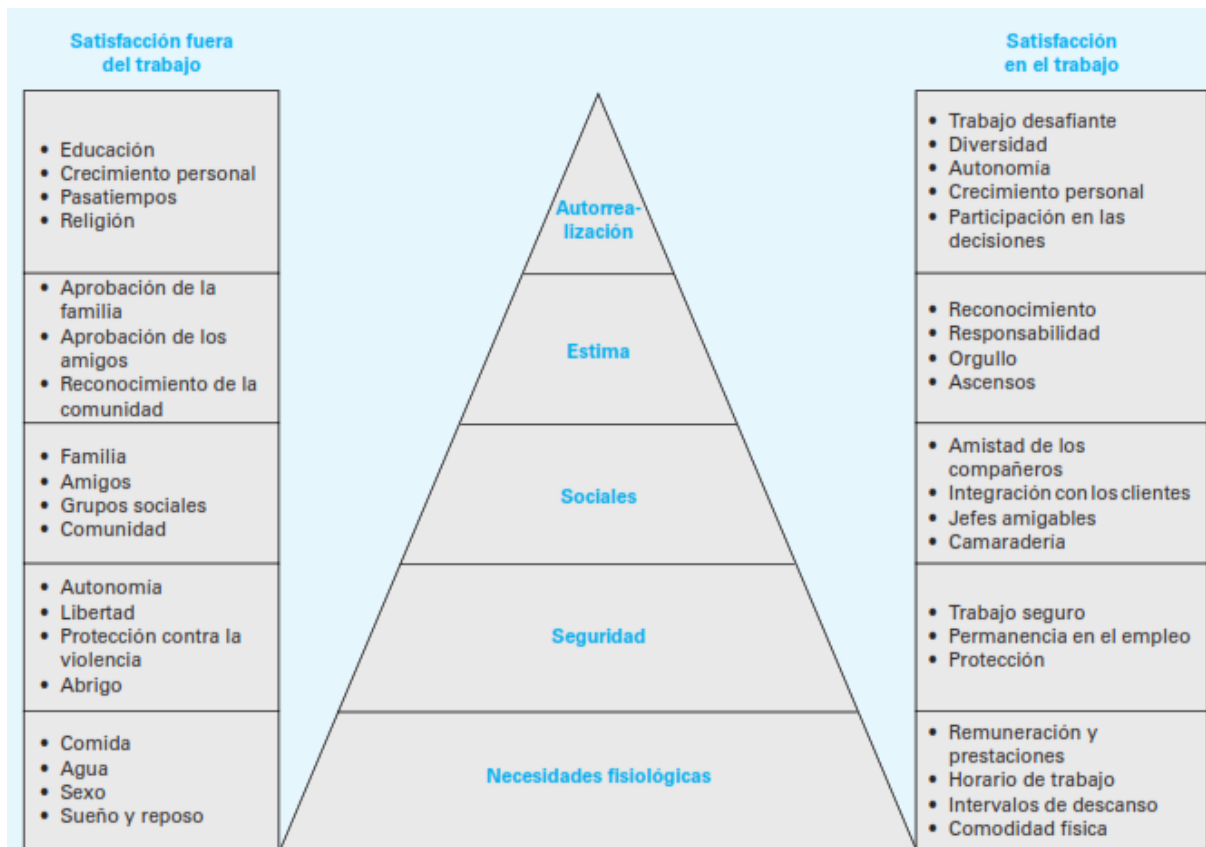 Satisfacción fuera
del trabajo
Satisfacción
en el trabajo
• Educación
• Crecimiento personal
• Pasatiempos
• Religión
Autorrea-
lización
• Trabajo desafiante
• Diversidad
• Autonomía
• Crecimiento personal
• Participación en las
decisiones
• Aprobación de la
familia
• Aprobación de los
amigos
• Reconocimiento de la
comunidad
Estima
• Reconocimiento
• Responsabilidad
• Orgullo
• Ascensos
• Familia
• Amigos
• Grupos sociales
• Comunidad
Sociales
• Amistad de los
compañeros
• Integración con los clientes
• Jefes amigables
• Camaradería
• Autonomía
• Libertad
• Protección contra la
violencia
• Abrigo
Seguridad
• Trabajo seguro
• Permanencia en el empleo
• Protección
• Comida
• Agua
• Sexo
• Sueño y reposo
Necesidades fisiológicas
• Remuneración y
prestaciones
• Horario de trabajo
• Intervalos de descanso
• Comodidad física